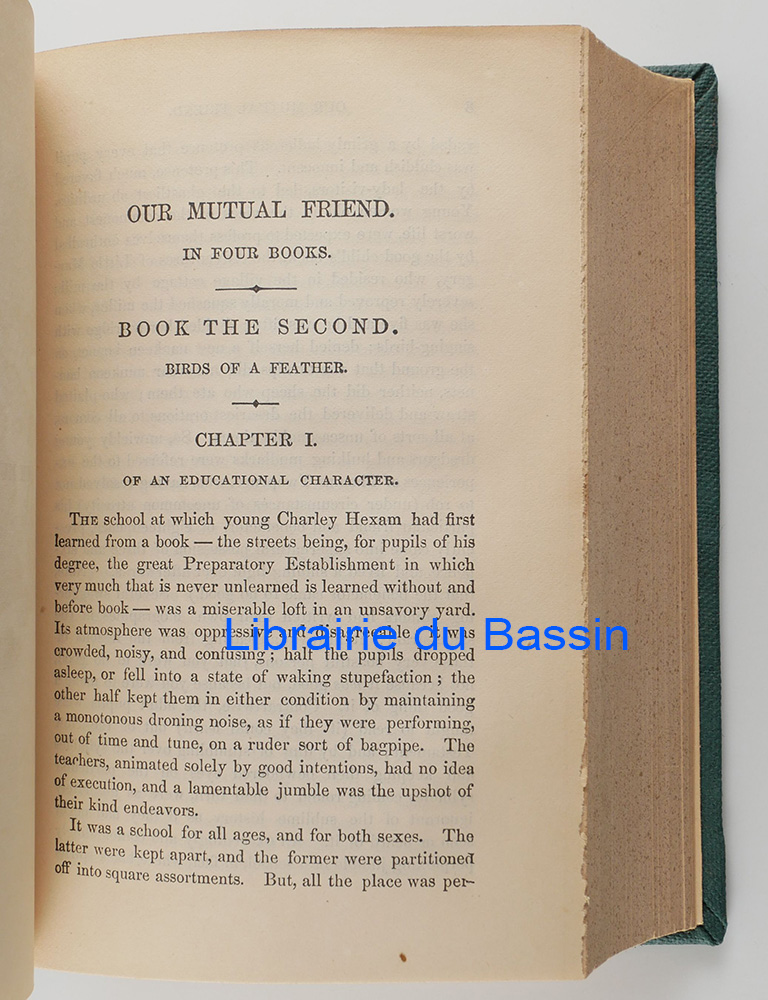 OUR MUTUAL FRIEND.
IN FOUR BOOKS.
BOOK THE SECOND.
BIRDS OF A FEATHER.
CHAPTER I.
OF AN EDUCATIONAL CHARACTER.
THE school at which young Charley Hexam had first
learned from a book — the streets being, for pupils of his
degree, the great Preparatory Establishment in which
very much that is never unlearned is learned without and
before book — was a miserable loft in an unsavory yard.
Its atmosphere was oppressive and disagreeable; it was
Librairie du Bassin
crowded, noisy, and confusing; half the pupils dropped
asleep, or fell into a state of waking stupefaction; the
other half kept them in either condition by maintaining
a monotonous droning noise, as if they were performing,
out of time and tune, on a ruder sort of bagpipe. The
teachers, animated solely by good intentions, had no idea
of execution, and a lamentable jumble was the upshot of
their kind endeavors.
It was a school for all ages, and for both sexes. The
latter were kept apart, and the former were partitioned
off into square assortments. But, all the place was per-